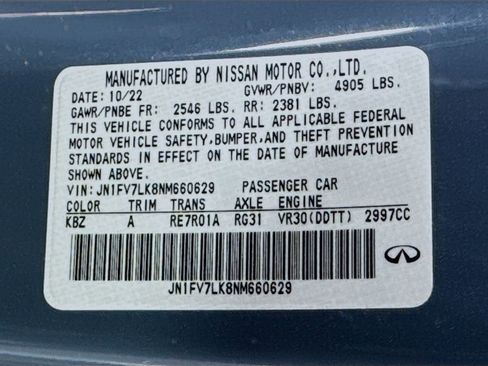 MANUFACTURED BY NISSAN MOTOR CO.,LTD.
DATE: 10/22 GVWR/PNBV: 4905 LBS.
GAWR/PNBE FR: 2546 LBS. RR: 2381 LBS.
THIS VEHICLE CONFORMS TO ALL APPLICABLE FEDERAL
MOTOR VEHICLE SAFETY, BUMPER, AND THEFT PREVENTION
STANDARDS IN EFFECT ON THE DATE OF MANUFACTURE
SHOWN ABOVE.
VIN: JN1FV7LK8NM660629 PASSENGER CAR
COLOR TRIM TRANS AXLE ENGINE
KBZ A RE7R01A RG31 VR30(DDTT) 2997CC
JN1FV7LK8NM660629